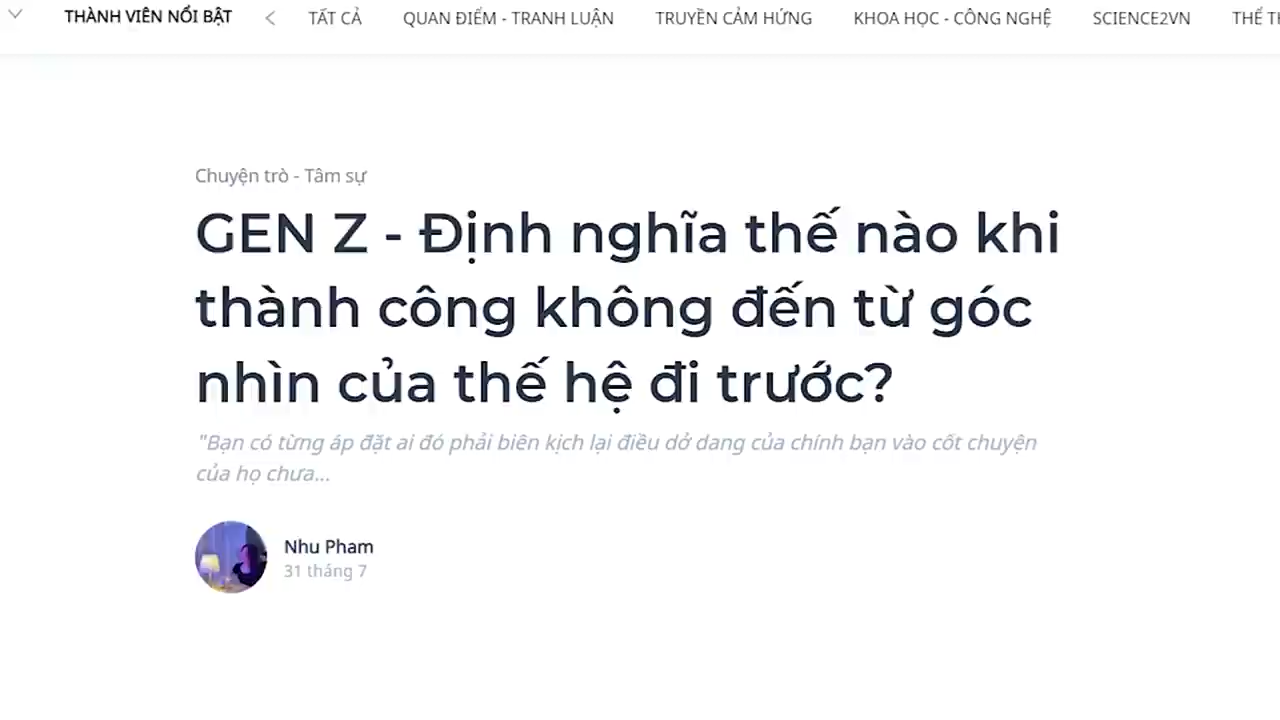 THÀNH VIÊN NỔI BẬT TẤT CẢ QUAN ĐIỂM - TRANH LUẬN TRUYỀN CẢM HỨNG KHOA HỌC - CÔNG NGHỆ SCIENCE2VN THỂ
Chuyện trò - Tâm sự
GEN Z - Định nghĩa thế nào khi
thành công không đến từ góc
nhìn của thế hệ đi trước?
"Bạn có từng áp đặt ai đó phải biên kịch lại điều dở dang của chính bạn vào cốt chuyện
của họ chưa...
Nhu Pham
31 tháng 7